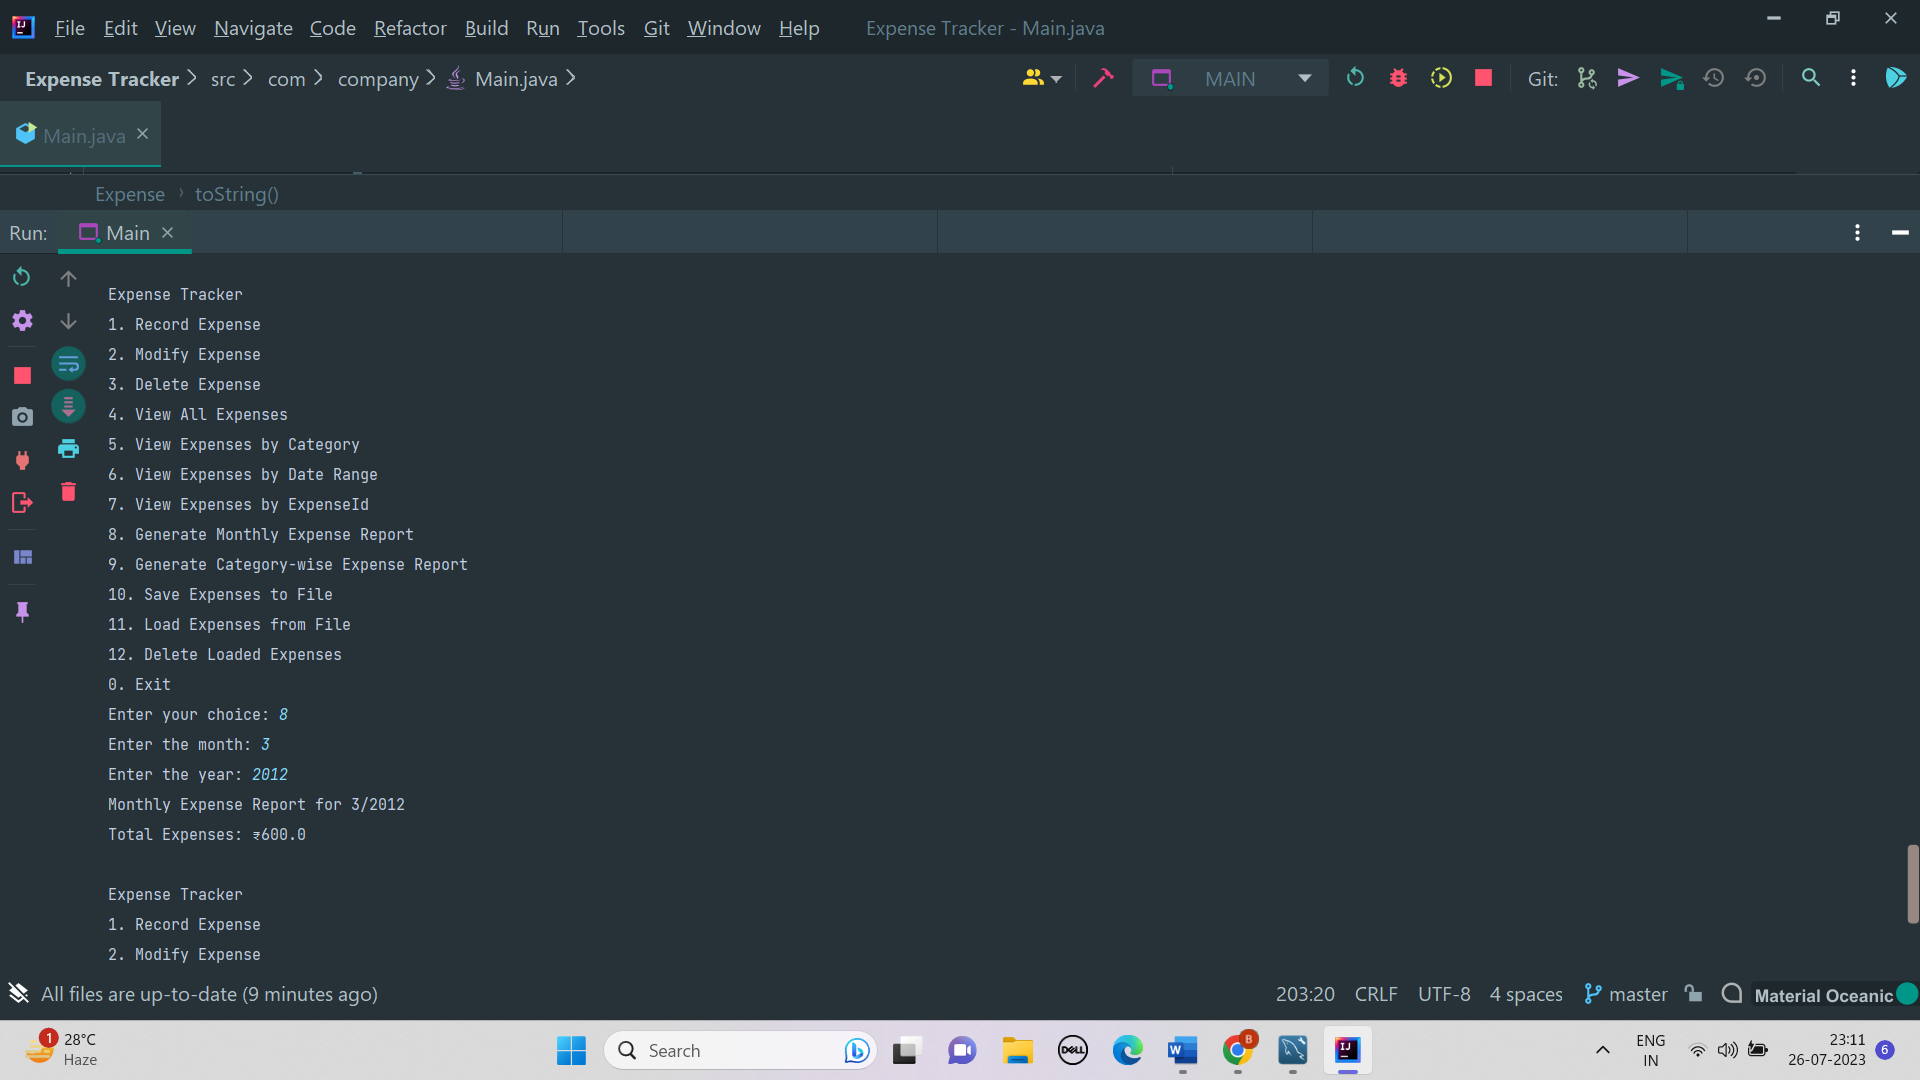 File Edit View Navigate Code Refactor Build Run Tools Git Window Help Expense Tracker - Main.java
Expense Tracker src com company Main.java MAIN Git:
Main.java
Expense toString()
Run: Main
Expense Tracker
1. Record Expense
2. Modify Expense
3. Delete Expense
4. View All Expenses
5. View Expenses by Category
6. View Expenses by Date Range
7. View Expenses by ExpenseId
8. Generate Monthly Expense Report
9. Generate Category-wise Expense Report
10. Save Expenses to File
11. Load Expenses from File
12. Delete Loaded Expenses
0. Exit
Enter your choice: 8
Enter the month: 3
Enter the year: 2012
Monthly Expense Report for 3/2012
Total Expenses: ₹600.0
Expense Tracker
1. Record Expense
2. Modify Expense
All files are up-to-date (9 minutes ago) 203:20 CRLF UTF-8 4 spaces master Material Oceanic
1 28°C
Haze
Search
DELL
W
B
IJ
ENG
IN
23:11
26-07-2023
6